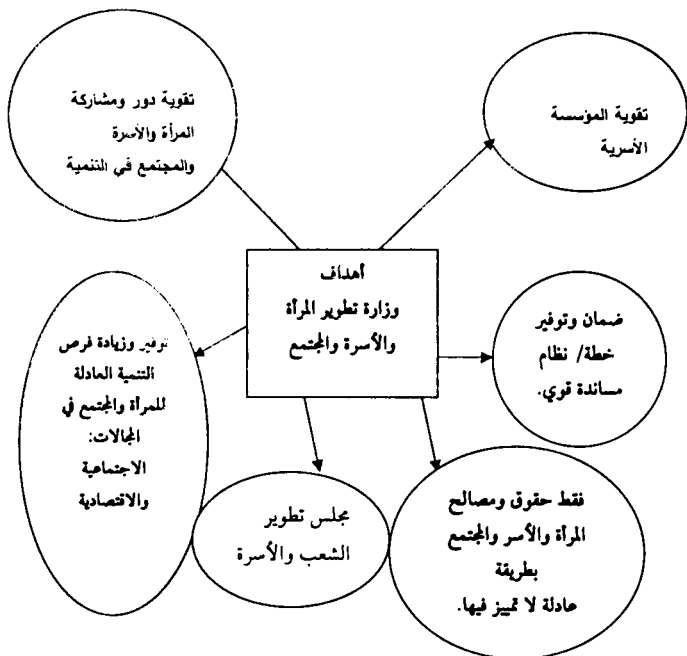 تقوية دور ومشاركة
المرأة والأسرة
والمجتمع في التنمية
تقوية المؤسسة
الأسرية
أهداف
وزارة تطوير المرأة
والأسرة والمجتمع
ضمان وتوفير
خطة/ نظام
مساندة قوي.
توفير وزيادة فرص
التنمية العادلة
للمرأة والمجتمع في
المجالات:
الاجتماعية
والاقتصادية
مجلس تطوير
الشعب والأسرة
فقط حقوق ومصالح
المرأة والأسر والمجتمع
بطريقة
عادلة لا تمييز فيها.